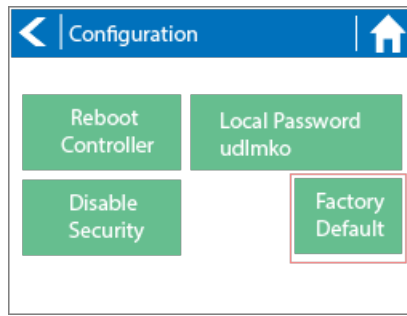 Configuration
Reboot
Controller
Local Password
udlmko
Disable
Security
Factory
Default